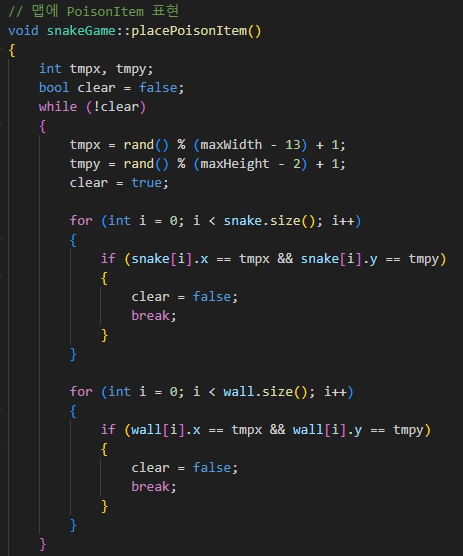 // 맵에 PoisonItem 표현
void snakeGame::placePoisonItem()
{
    int tmpx, tmpy;
    bool clear = false;
    while (!clear)
    {
        tmpx = rand() % (maxWidth - 13) + 1;
        tmpy = rand() % (maxHeight - 2) + 1;
        clear = true;

        for (int i = 0; i < snake.size(); i++)
        {
            if (snake[i].x == tmpx && snake[i].y == tmpy)
            {
                clear = false;
                break;
            }
        }

        for (int i = 0; i < wall.size(); i++)
        {
            if (wall[i].x == tmpx && wall[i].y == tmpy)
            {
                clear = false;
                break;
            }
        }
    }